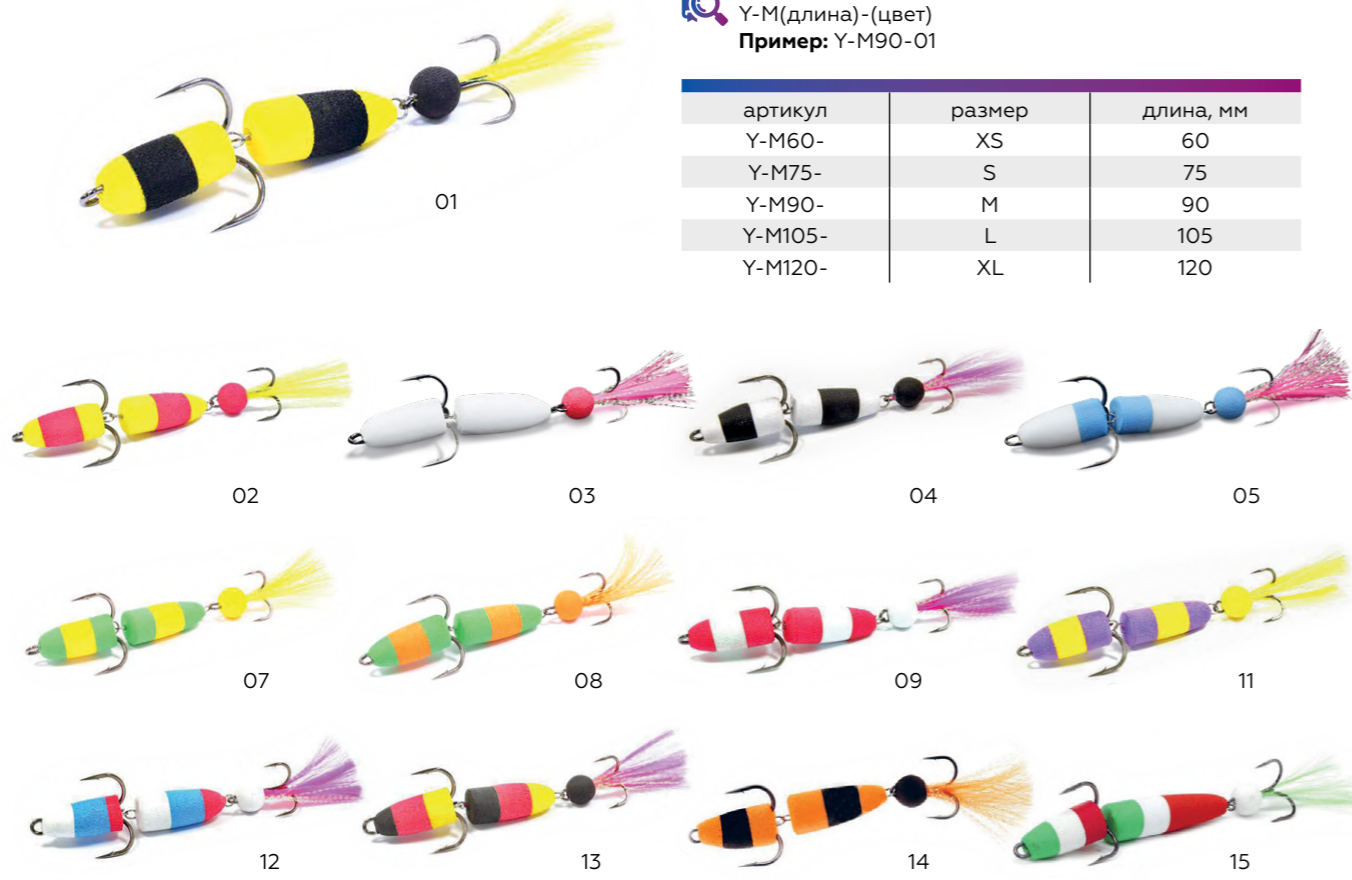 Y-M(длина)-(цвет)
Пример: Y-M90-01
артикул размер длина, мм
Y-M60- XS 60
Y-M75- S 75
Y-M90- M 90
Y-M105- L 105
Y-M120- XL 120
01
02 03 04 05
07 08 09 11
12 13 14 15